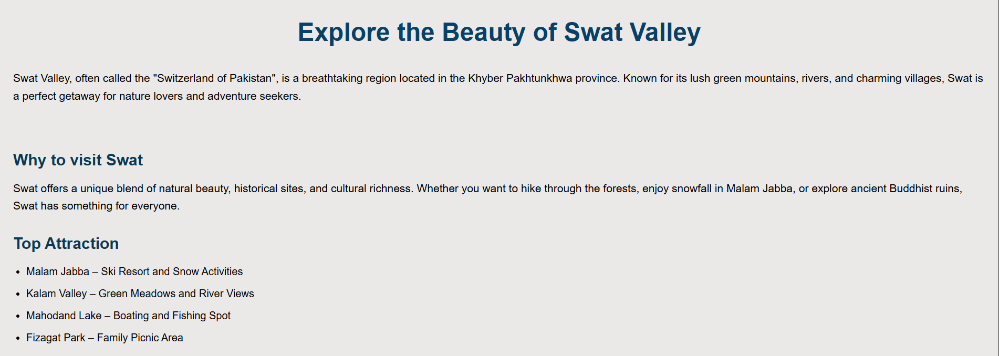 Explore the Beauty of Swat Valley
Swat Valley, often called the "Switzerland of Pakistan", is a breathtaking region located in the Khyber Pakhtunkhwa province. Known for its lush green mountains, rivers, and charming villages, Swat is
a perfect getaway for nature lovers and adventure seekers.
Why to visit Swat
Swat offers a unique blend of natural beauty, historical sites, and cultural richness. Whether you want to hike through the forests, enjoy snowfall in Malam Jabba, or explore ancient Buddhist ruins,
Swat has something for everyone.
Top Attraction
• Malam Jabba – Ski Resort and Snow Activities
• Kalam Valley – Green Meadows and River Views
• Mahodand Lake – Boating and Fishing Spot
• Fizagat Park – Family Picnic Area